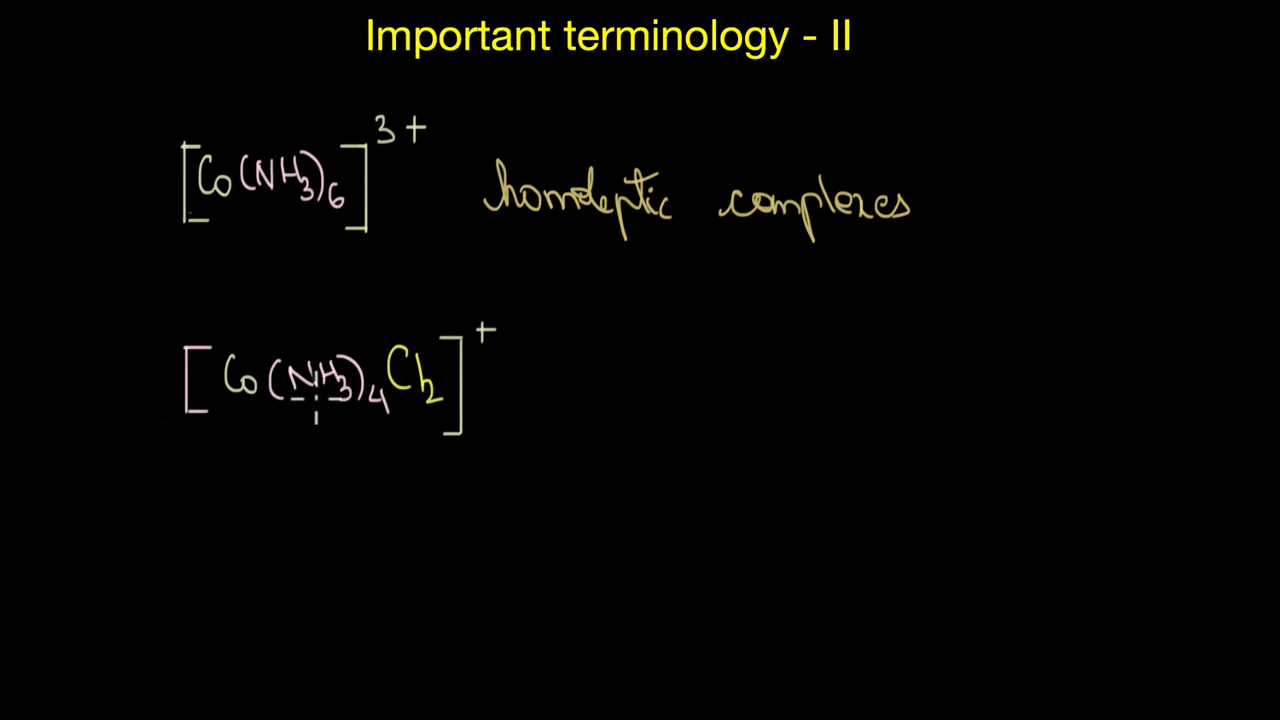 Important terminology - II
[Co(NH₃)₆]³⁺ homoleptic complexes
[Co(NH₃)₄Cl₂]⁺